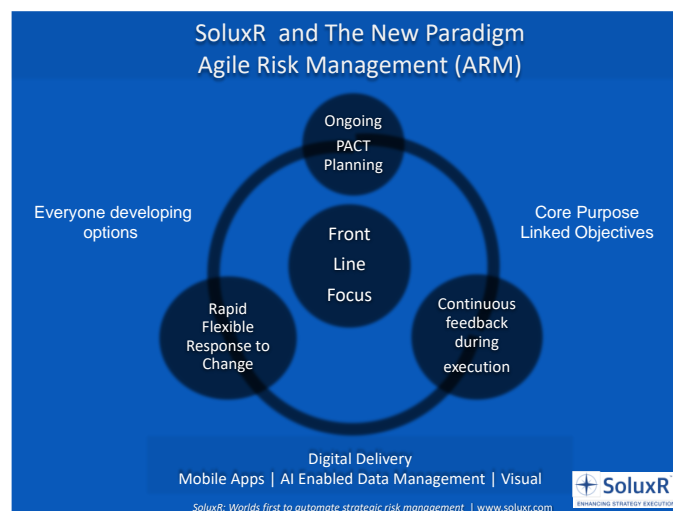 SoluxR and The New Paradigm
Agile Risk Management (ARM)
Ongoing
PACT
Planning
Everyone developing
options
Core Purpose
Linked Objectives
Front
Line
Focus
Rapid
Flexible
Response to
Change
Continuous
feedback
during
execution
Digital Delivery
Mobile Apps | AI Enabled Data Management | Visual
SoluxR: Worlds first to automate strategic risk management | www.soluxr.com
SoluxR
ENHANCING STRATEGY EXECUTION